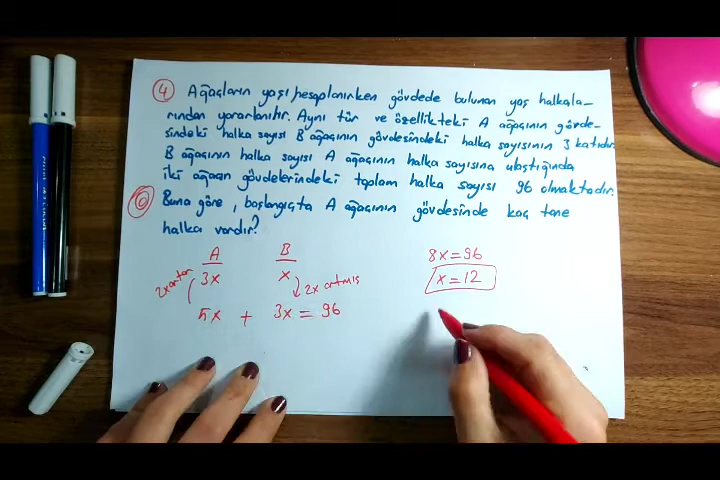 4 Ağaçların yaşı hesaplanırken gövdede bulunan yaş halkala-
rından yararlanılır. Aynı tür ve özellikteki A ağacının gövde-
sindeki halka sayısı B ağacının gövdesindeki halka sayısının 3 katıdır.
B ağacının halka sayısı A ağacının halka sayısına ulaştığında
iki ağacın gövdelerindeki toplam halka sayısı 96 olmaktadır.
6 Buna göre, başlangıçta A ağacının gövdesinde kaç tane
halka vardır?
A B
3x x
2x artar 2x artmış
5x + 3x = 96
8x=96
x=12